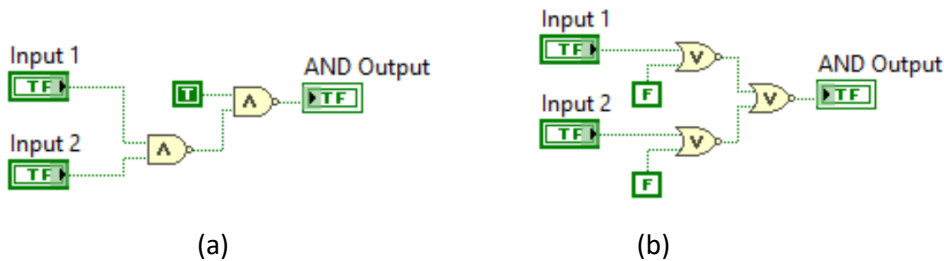 Input 1
TF
Input 2
TF
T
∧
∧
AND Output
TF
(a)
Input 1
TF
F
V
Input 2
TF
F
V
V
AND Output
TF
(b)